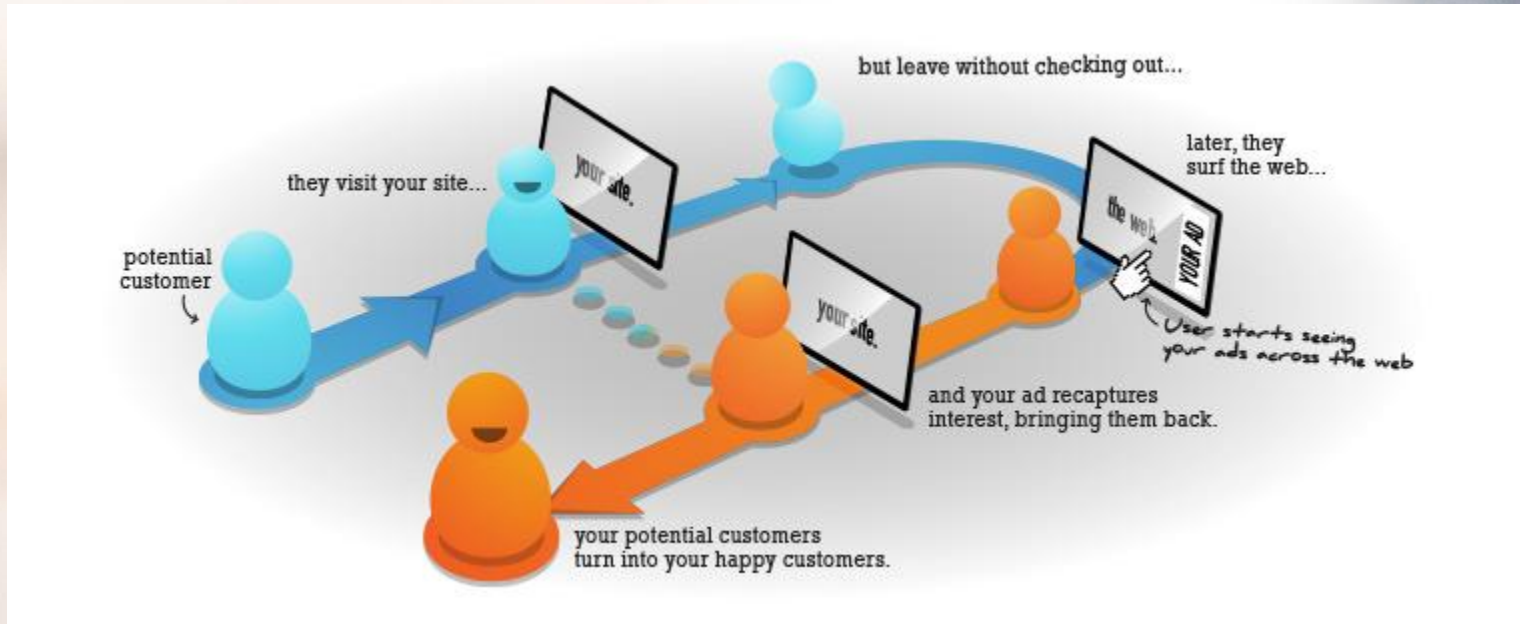 potential
customer
they visit your site...
your site.
but leave without checking out...
later, they
surf the web...
the web.
YOUR AD
User starts seeing
your ads across the web
your site.
and your ad recaptures
interest, bringing them back.
your potential customers
turn into your happy customers.